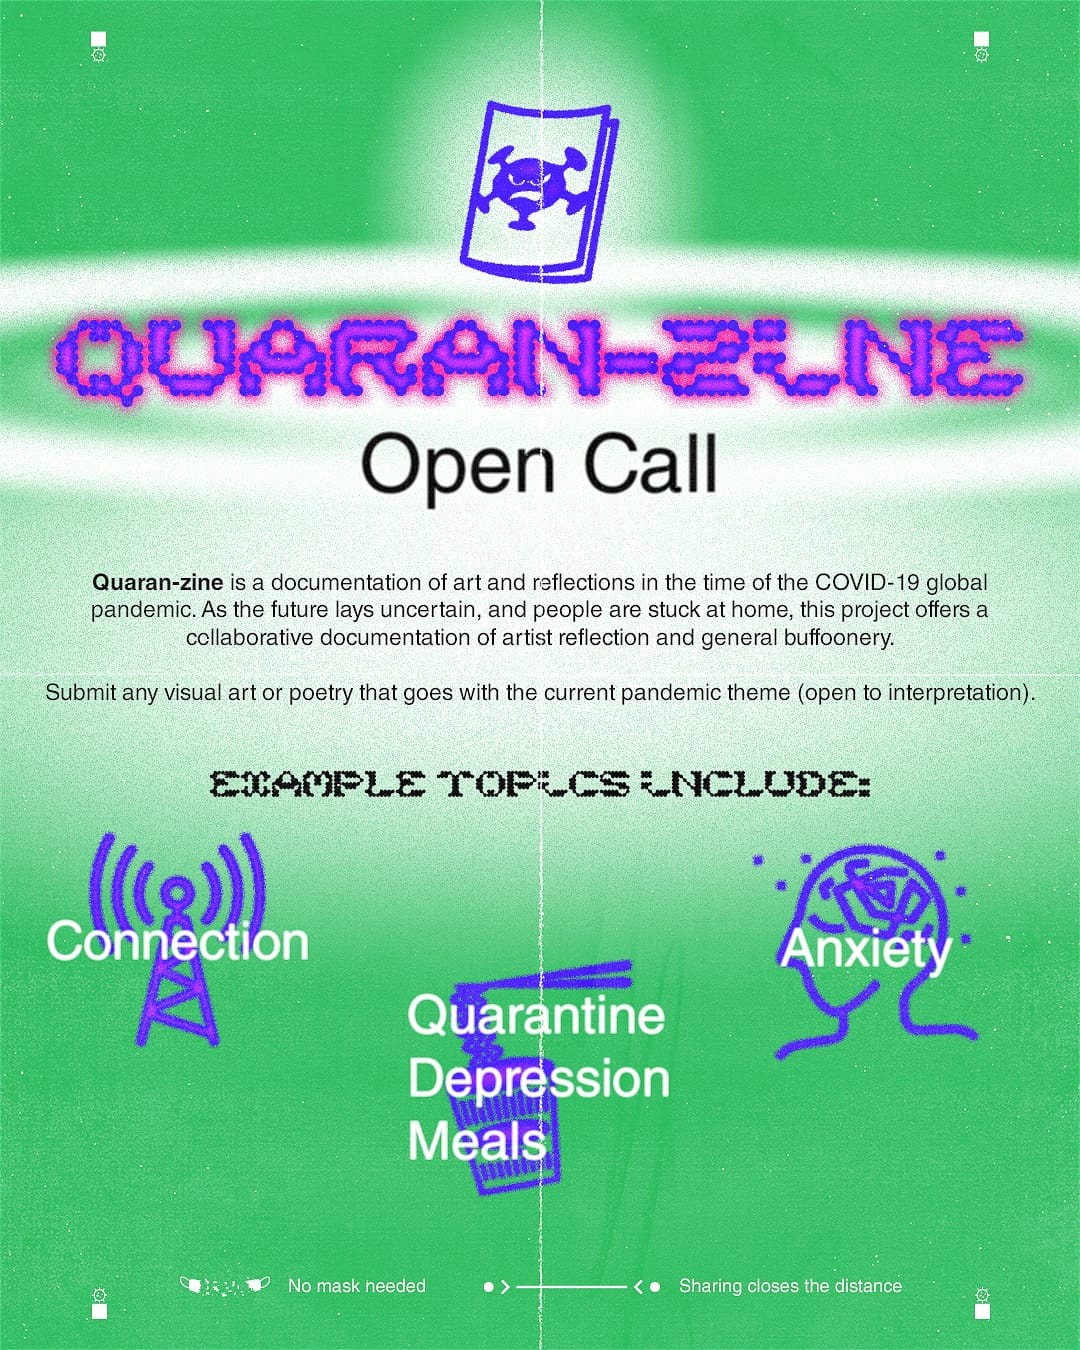 QUARAN-ZINE
Open Call
Quaran-zine is a documentation of art and reflections in the time of the COVID-19 global
pandemic. As the future lays uncertain, and people are stuck at home, this project offers a
collaborative documentation of artist reflection and general buffoonery.
Submit any visual art or poetry that goes with the current pandemic theme (open to interpretation).
EXAMPLE TOPICS INCLUDE:
Connection
Anxiety
Quarantine
Depression
Meals
No mask needed
Sharing closes the distance